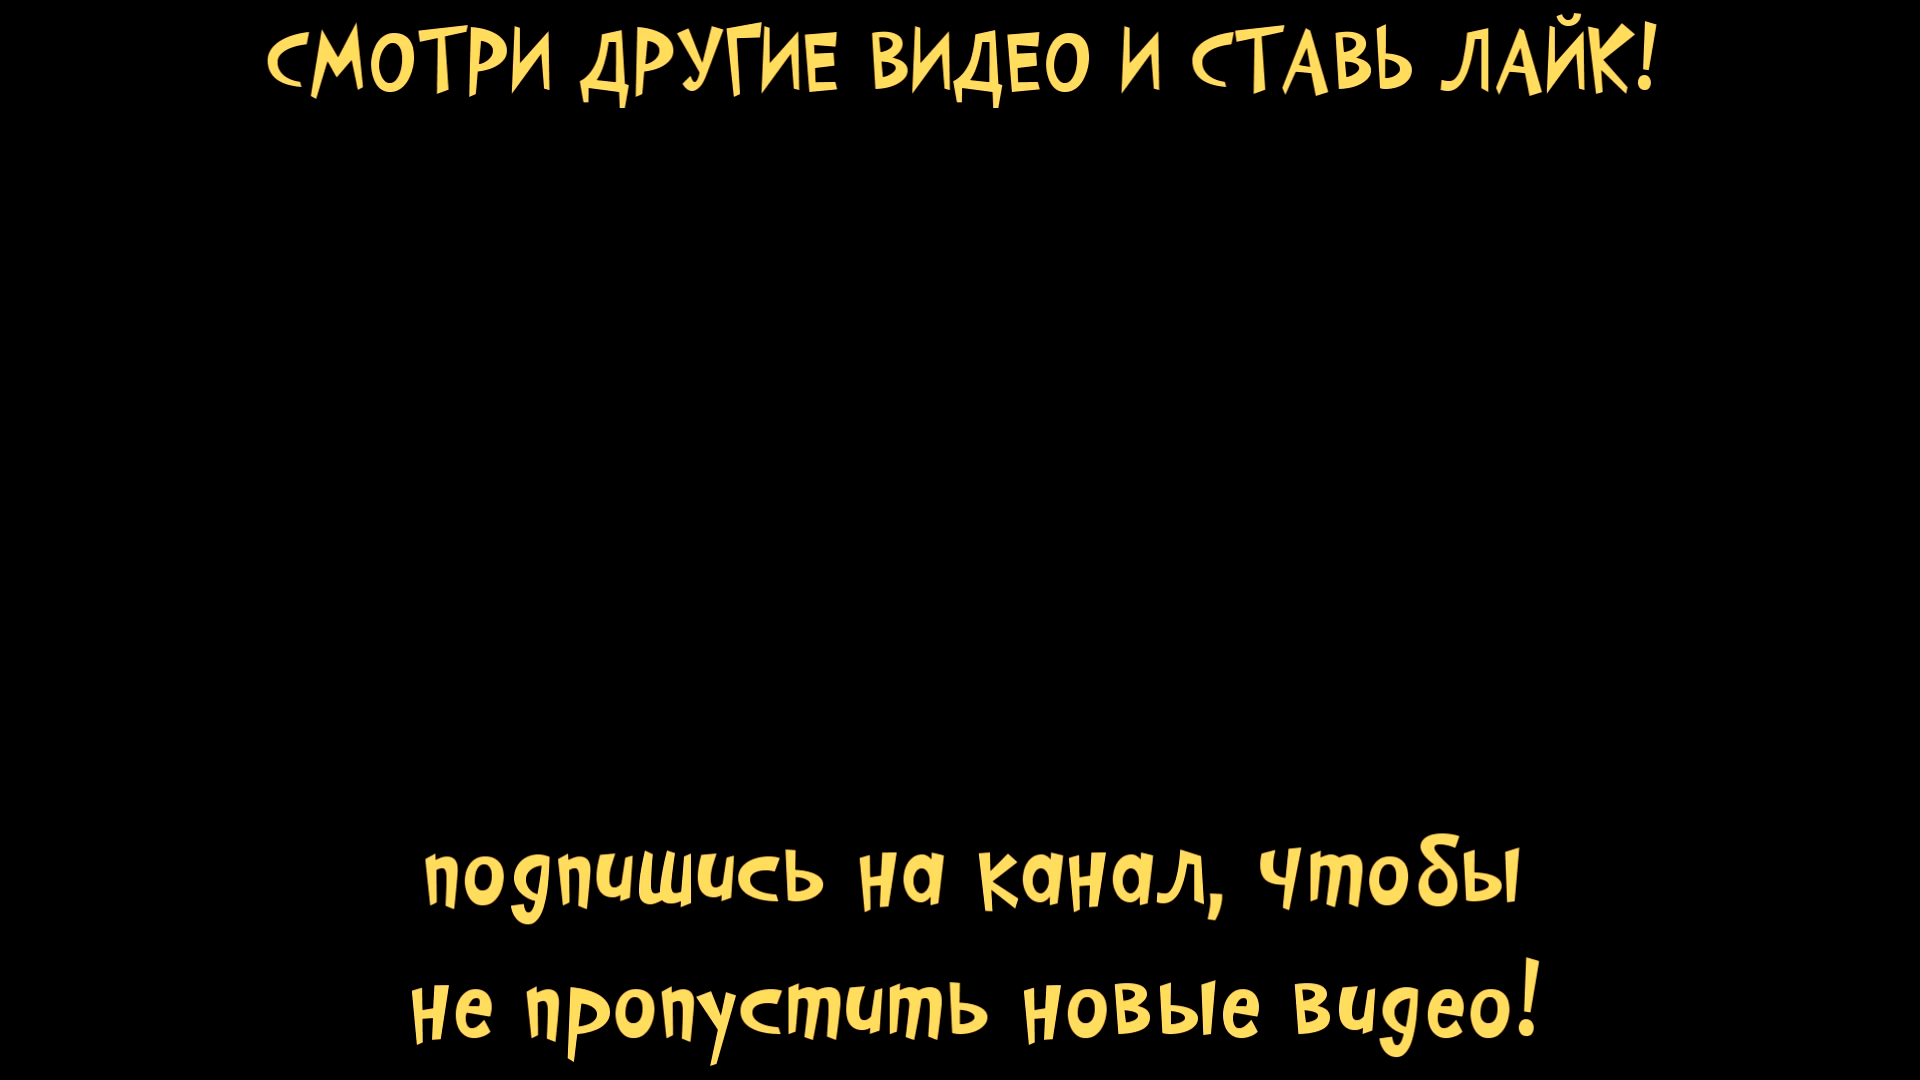 СМОТРИ ДРУГИЕ ВИДЕО И СТАВЬ ЛАЙК!
подпишись на канал, чтобы
не пропустить новые видео!